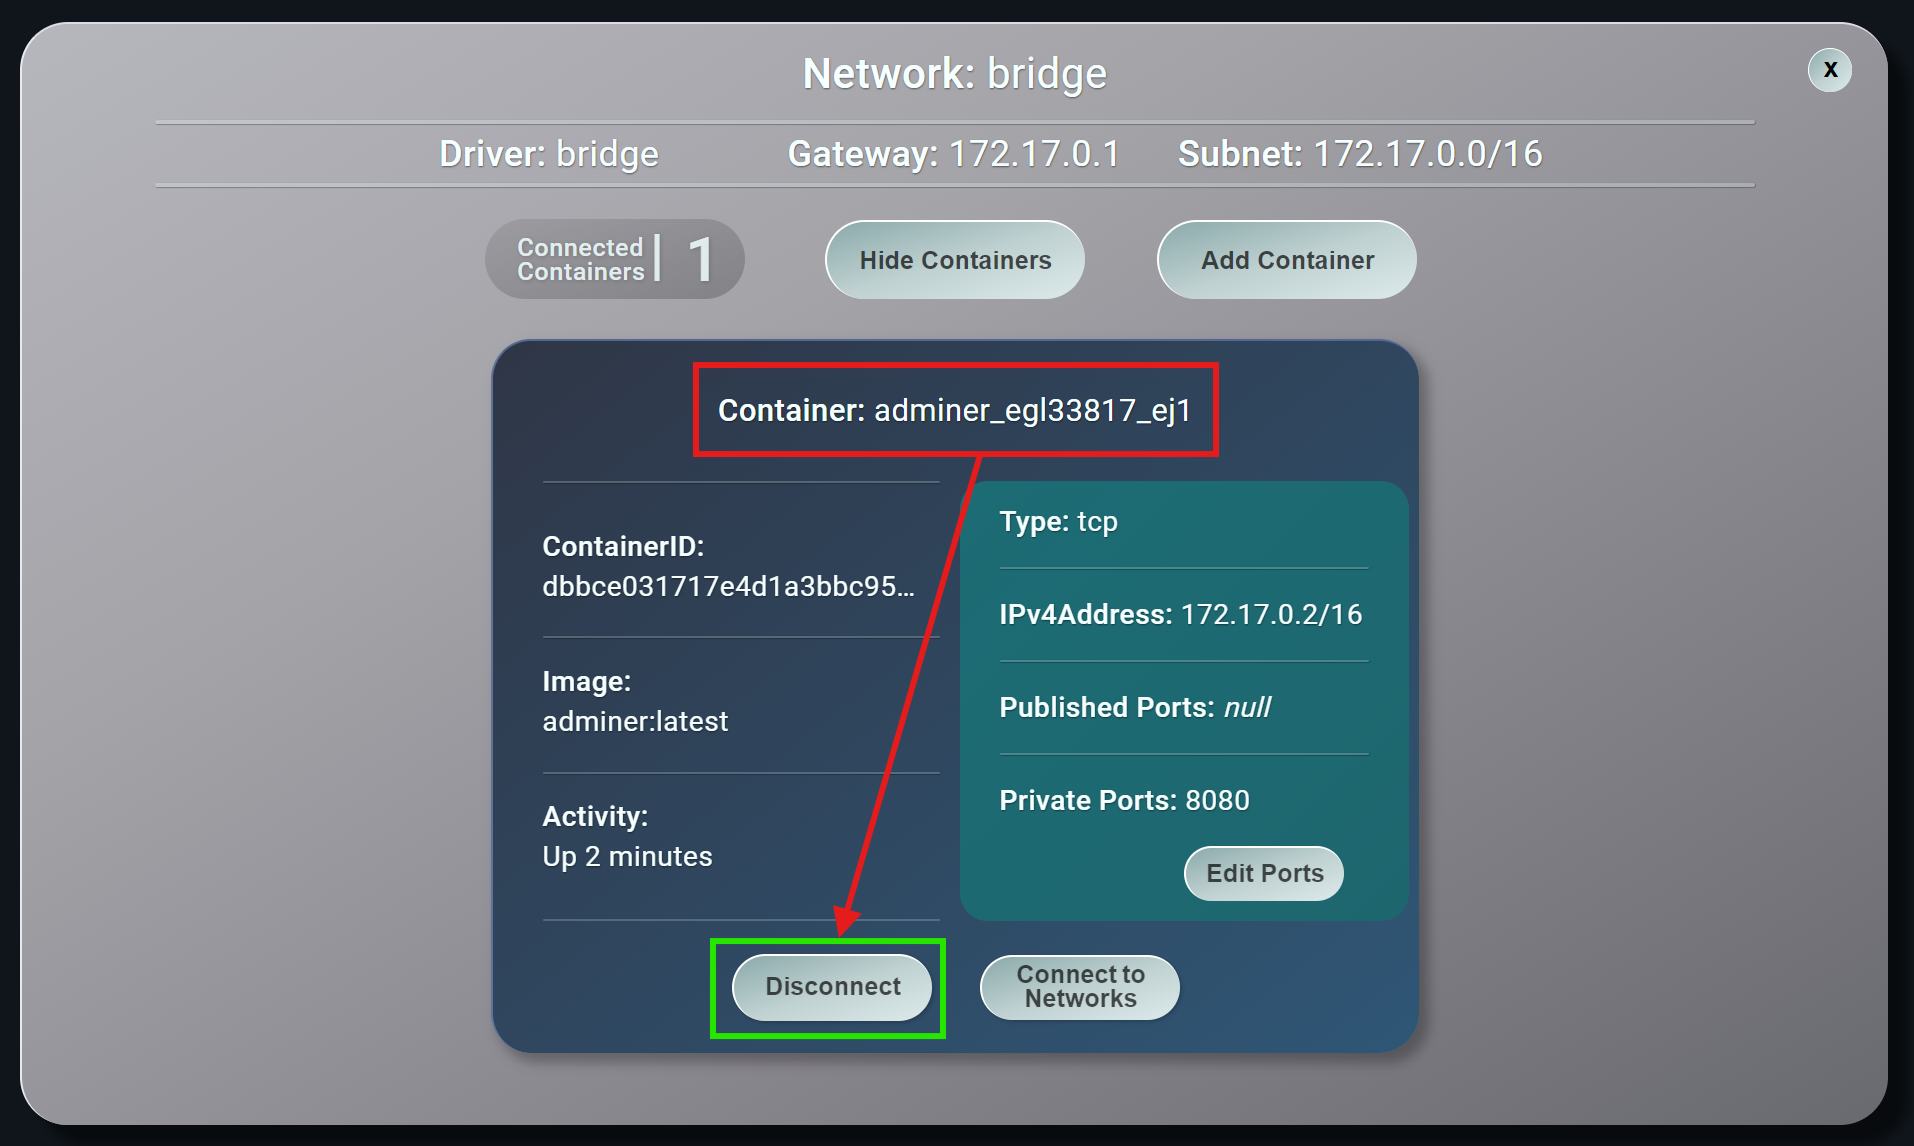 Network: bridge
X
Driver: bridge
Gateway: 172.17.0.1
Subnet: 172.17.0.0/16
Connected
Containers
1
Hide Containers
Add Container
Container: adminer_egl33817_ej1
ContainerID:
dbbce031717e4d1a3bbc95...
Image:
adminer:latest
Activity:
Up 2 minutes
Type: tcp
IPv4Address: 172.17.0.2/16
Published Ports: null
Private Ports: 8080
Edit Ports
Disconnect
Connect to
Networks